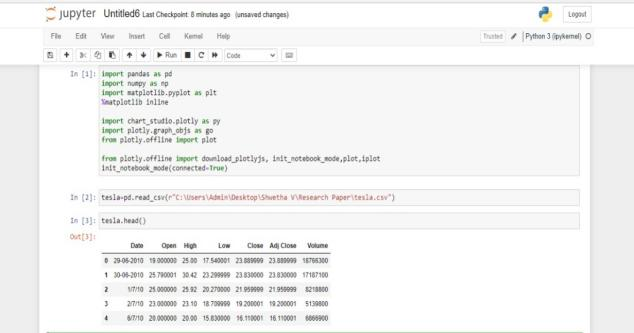 jupyter Untitled6 Last Checkpoint: 8 minutes ago (unsaved changes) Logout
File Edit View Insert Cell Kernel Help Trusted Python 3 (ipykernel)
Run Code
In [1]: import pandas as pd
import numpy as np
import matplotlib.pyplot as plt
%matplotlib inline
import chart_studio.plotly as py
import plotly.graph_objs as go
from plotly.offline import plot
from plotly.offline import download_plotlyjs, init_notebook_mode,plot,iplot
init_notebook_mode(connected=True)
In [2]: tesla=pd.read_csv(r"C:\Users\Admin\Desktop\Shwetha V\Research Paper\tesla.csv")
In [3]: tesla.head()
Out[3]:
Date Open High Low Close Adj Close Volume
0 29-06-2010 19.000000 25.00 17.540001 23.889999 23.889999 18766300
1 30-06-2010 25.790001 30.42 23.299999 23.830000 23.830000 17187100
2 1/7/10 25.000000 25.92 20.270000 21.959999 21.959999 8218800
3 2/7/10 23.000000 23.10 18.709999 19.200001 19.200001 5139800
4 6/7/10 20.000000 20.00 15.830000 16.110001 16.110001 6866900